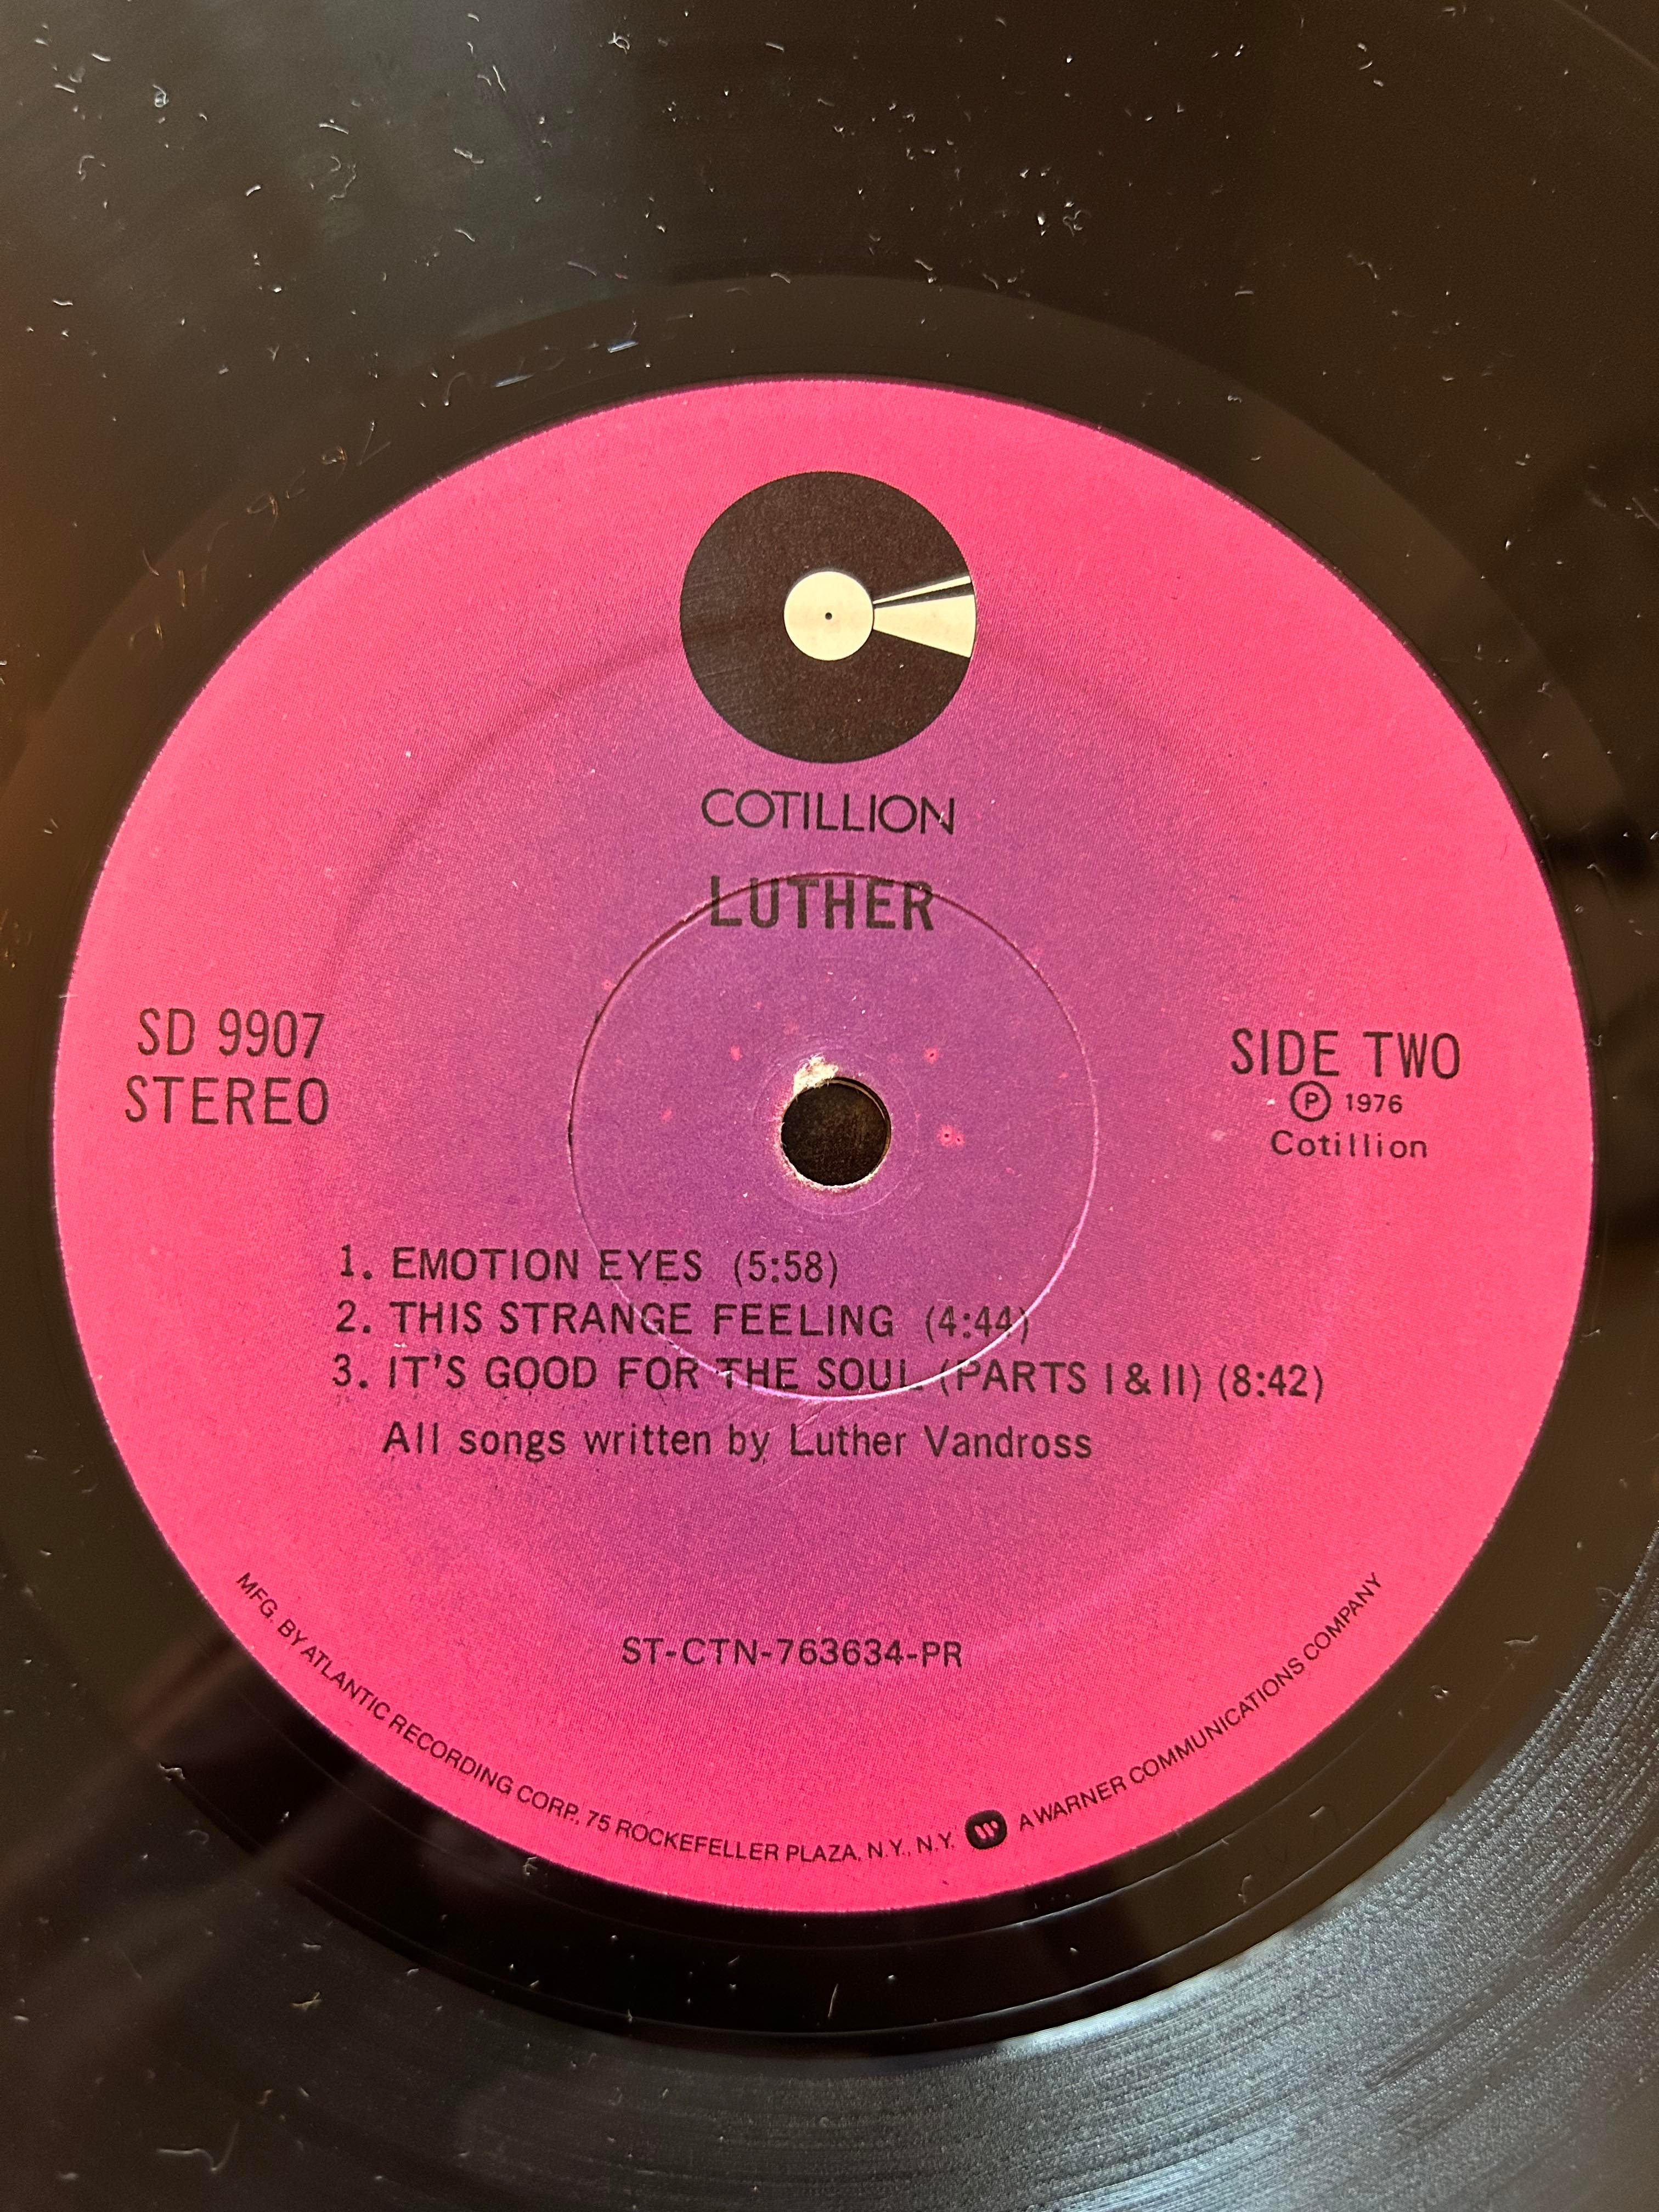 COTILLION
LUTHER
SD 9907
STEREO
SIDE TWO
Ⓟ 1976
Cotillion
1. EMOTION EYES (5:58)
2. THIS STRANGE FEELING (4:44)
3. IT'S GOOD FOR THE SOUL (PARTS I & II) (8:42)
All songs written by Luther Vandross
ST-CTN-763634-PR
MFG. BY ATLANTIC RECORDING CORP., 75 ROCKEFELLER PLAZA, N.Y., N.Y. A WARNER COMMUNICATIONS COMPANY